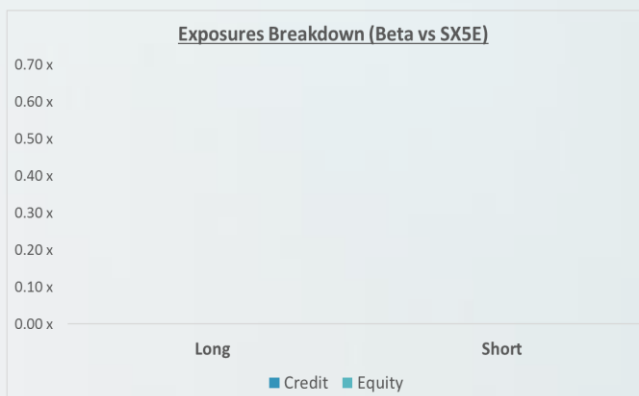 Exposures Breakdown (Beta vs SX5E)
0.70 x
0.60 x
0.50 x
0.40 x
0.30 x
0.20 x
0.10 x
0.00 x
Long Short
Credit Equity